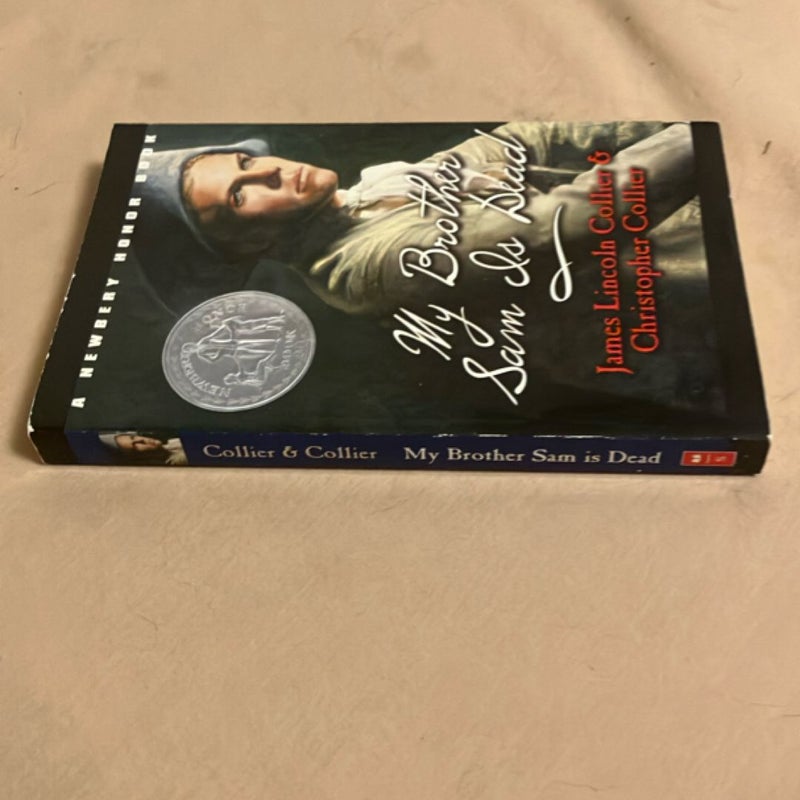 A NEWBERY HONOR BOOK
My Brother
Sam Is Dead
James Lincoln Collier &
Christopher Collier
Collier & Collier My Brother Sam is Dead